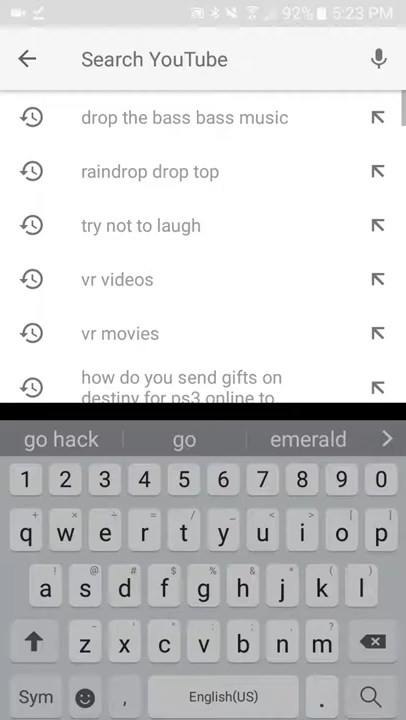 92% 5:23 PM
Search YouTube
drop the bass bass music
raindrop drop top
try not to laugh
vr videos
vr movies
how do you send gifts on
destiny for ps3 online to
go hack go emerald
1 2 3 4 5 6 7 8 9 0
+ × ÷ = / _ < > [ ]
q w e r t y u i o p
! @ # $ % & * ( )
a s d f g h j k l
- ' " : ; , ?
z x c v b n m
Sym , English(US) .